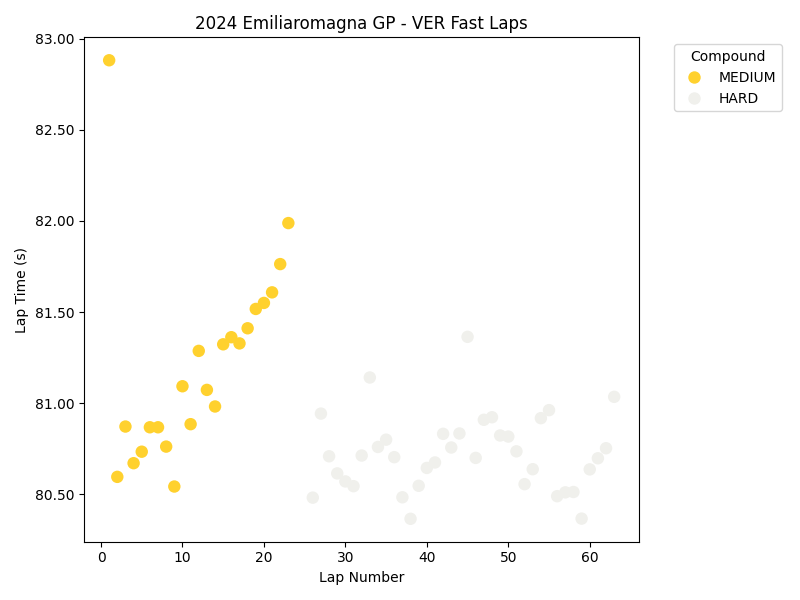 2024 Emiliaromagna GP - VER Fast Laps
Compound
MEDIUM
HARD
83.00
82.50
82.00
81.50
81.00
80.50
Lap Time (s)
0 10 20 30 40 50 60
Lap Number